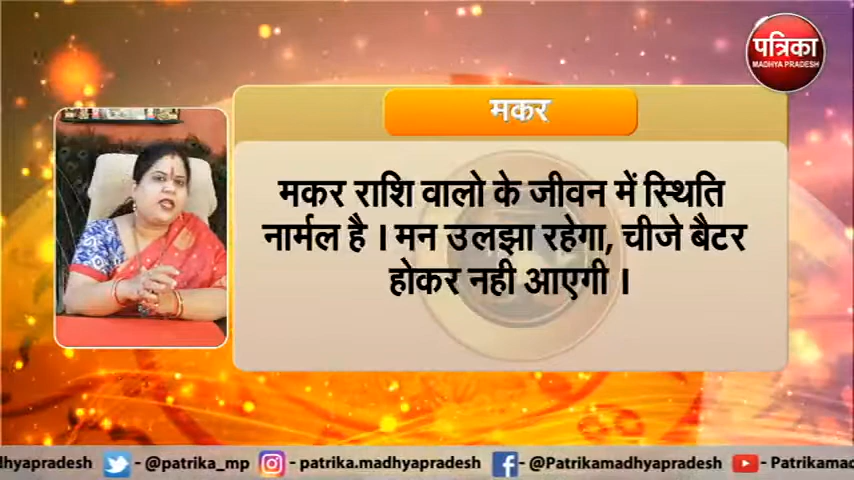 पत्रिका
MADHYA PRADESH
मकर
मकर राशि वालो के जीवन में स्थिति
नार्मल है । मन उलझा रहेगा, चीजे बैटर
होकर नही आएगी ।
lhyapradesh - @patrika_mp - patrika.madhyapradesh - @Patrikamadhyapradesh - Patrikamad